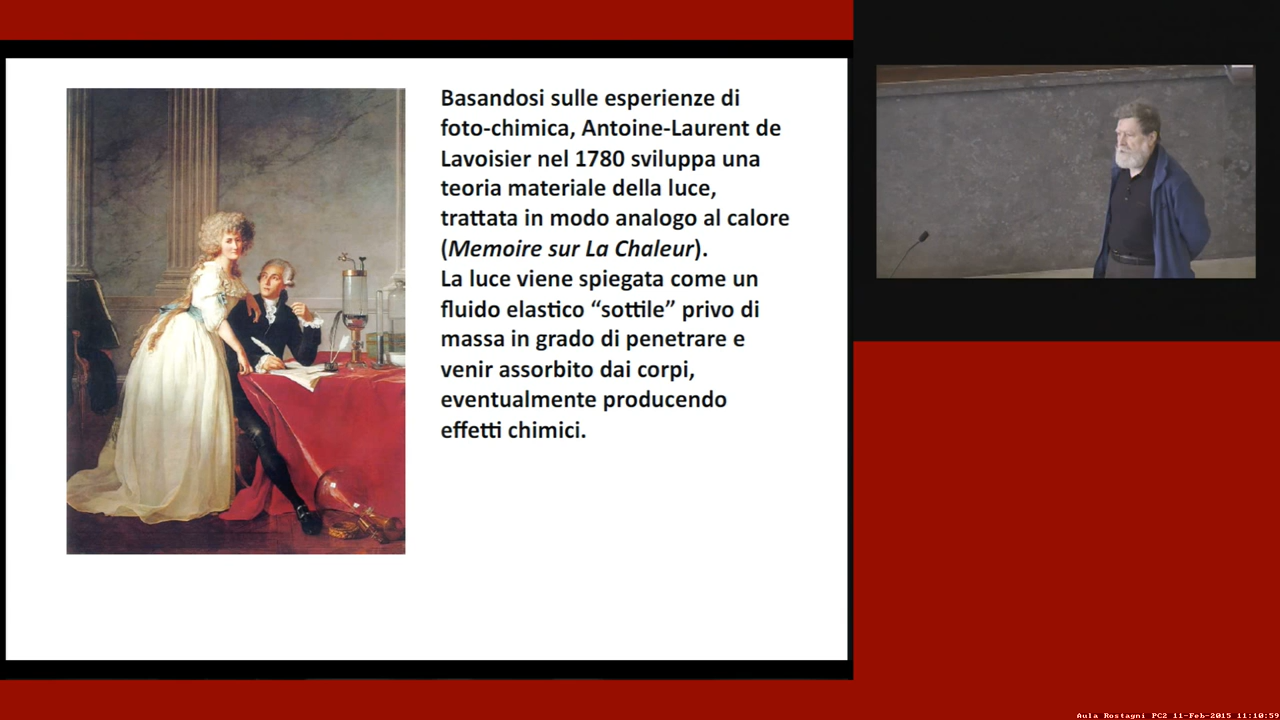 Basandosi sulle esperienze di
foto-chimica, Antoine-Laurent de
Lavoisier nel 1780 sviluppa una
teoria materiale della luce,
trattata in modo analogo al calore
(Memoire sur La Chaleur).
La luce viene spiegata come un
fluido elastico “sottile” privo di
massa in grado di penetrare e
venir assorbito dai corpi,
eventualmente producendo
effetti chimici.
Aula Rostagni PC2 11-Feb-2015 11:10:59